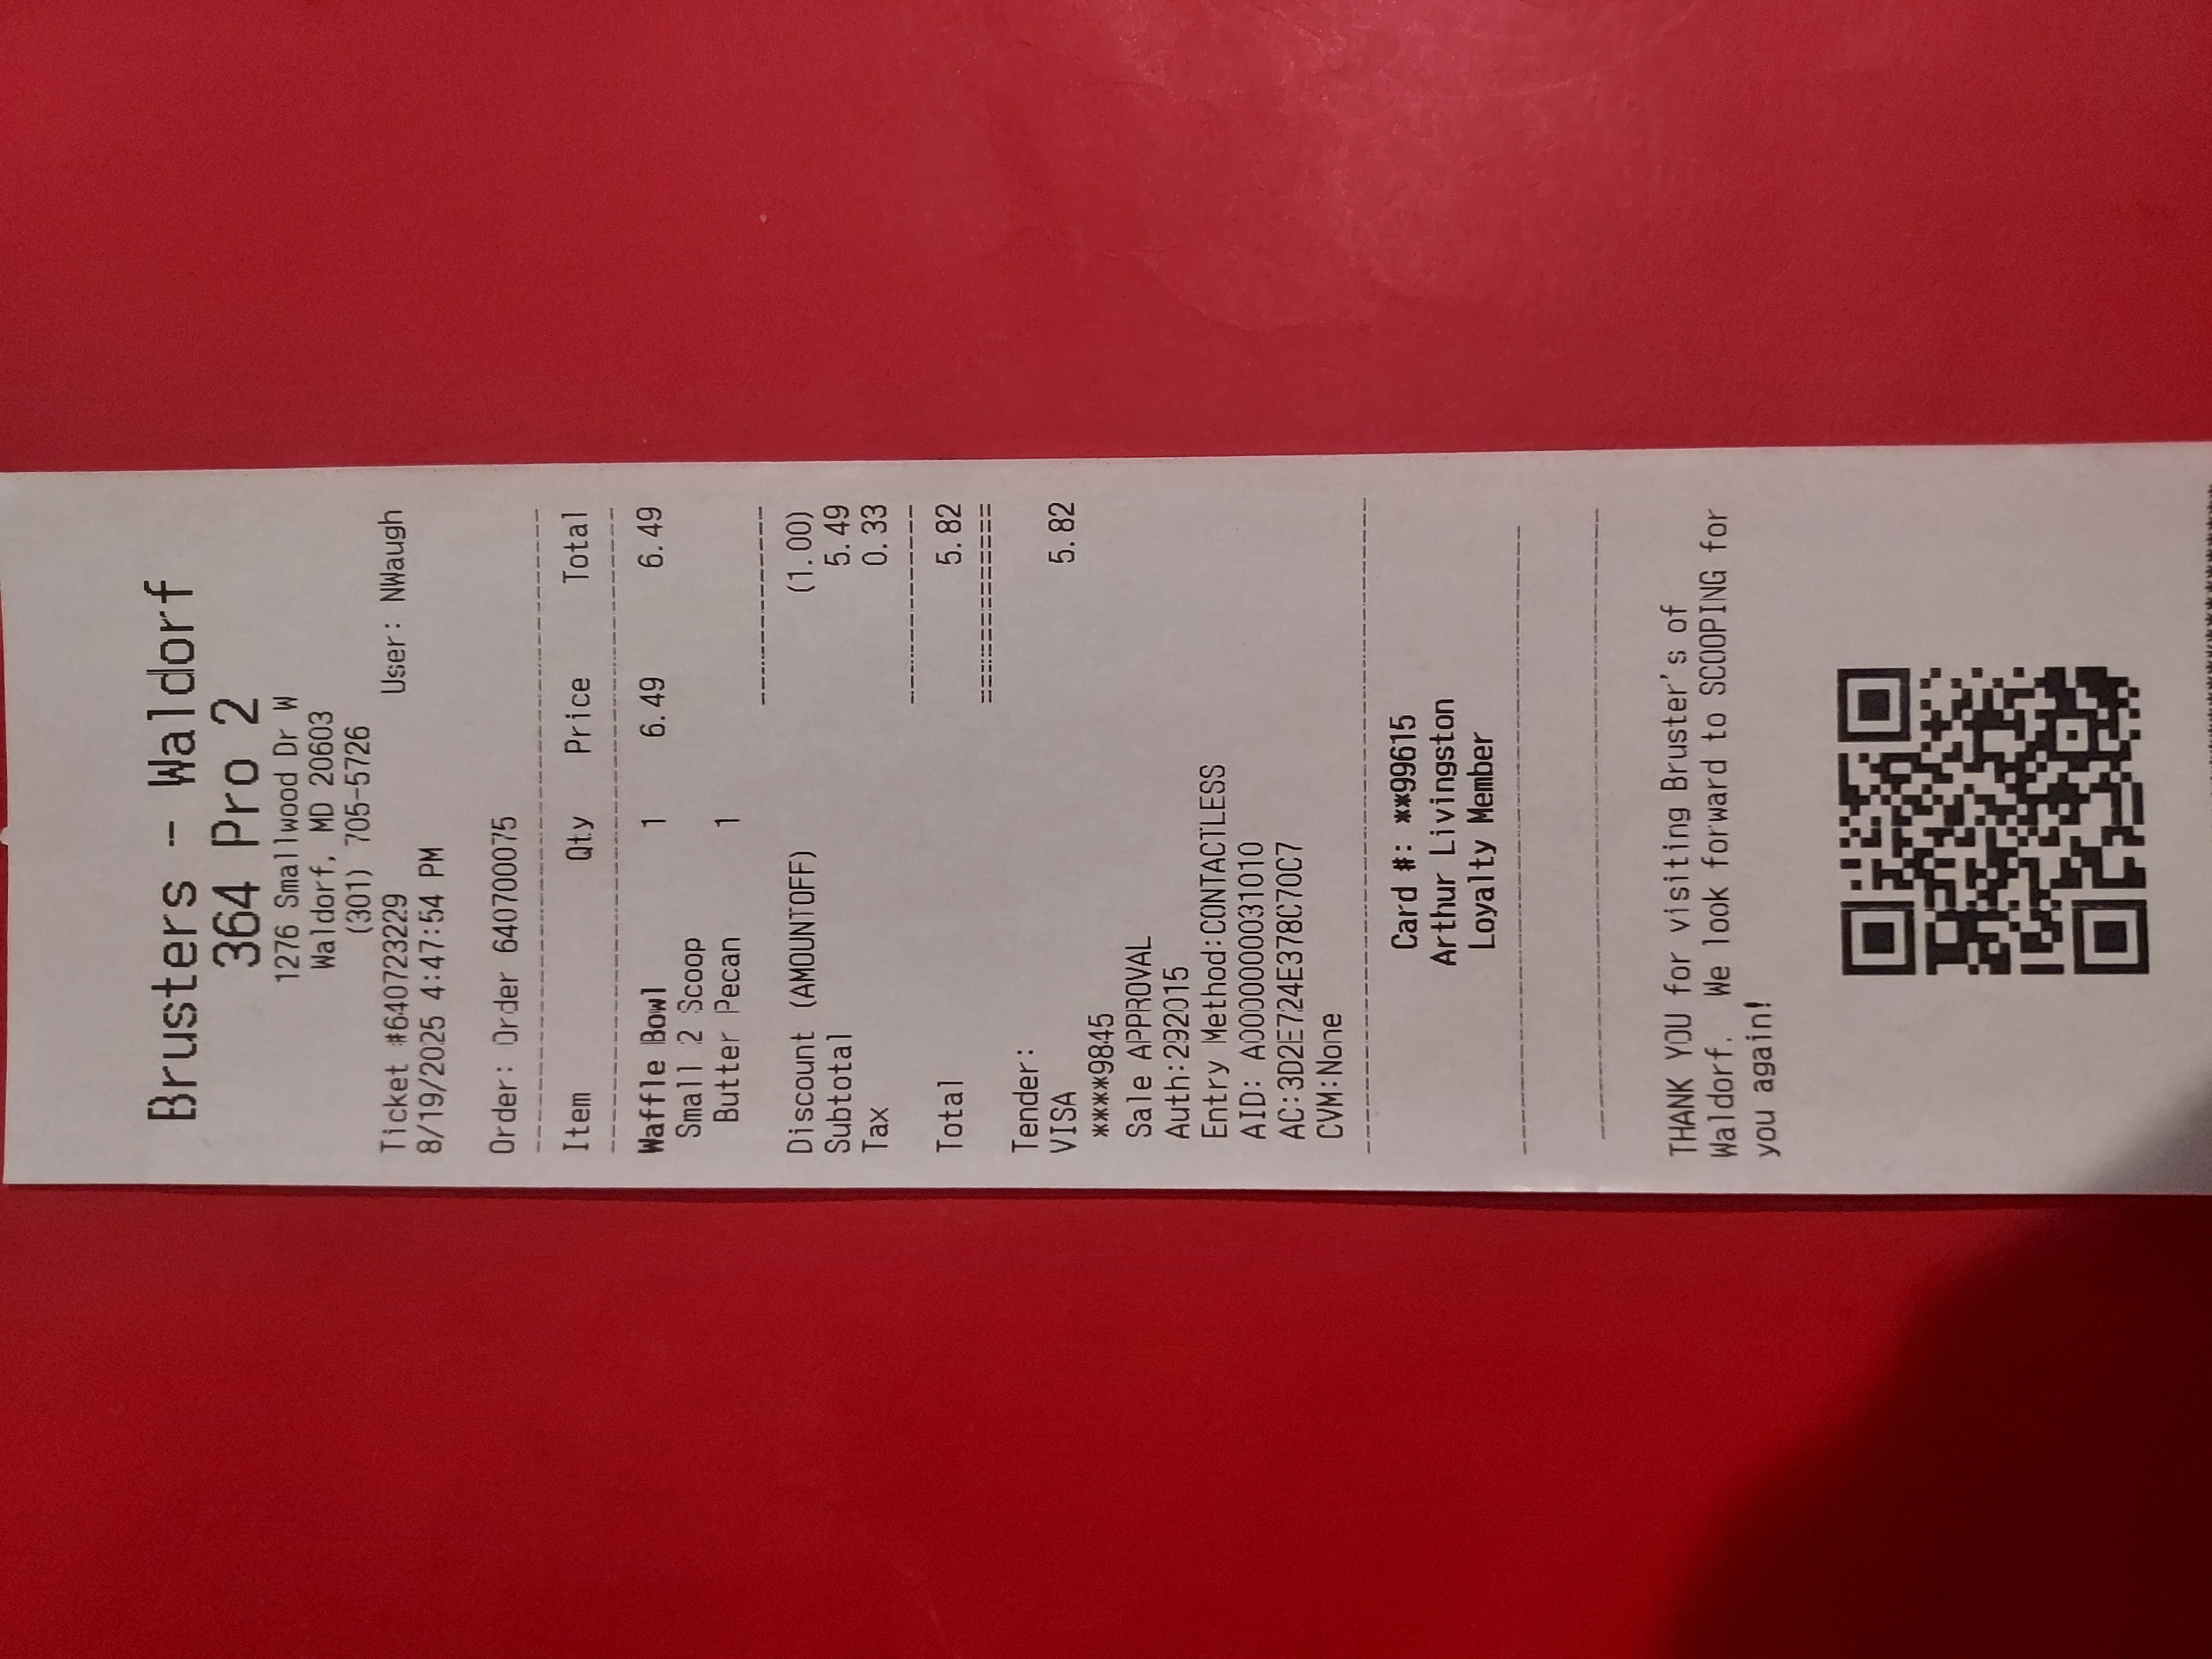 Brusters - Waldorf
364 Pro 2
1276 Smallwood Dr W
Waldorf, MD 20603
(301) 705-5726
Ticket #640723229 User: NWaugh
8/19/2025 4:47:54 PM
Order: Order 640700075
Item Qty Price Total
Waffle Bowl 1 6.49 6.49
Small 2 Scoop
Butter Pecan 1
Discount (AMOUNTOFF) (1.00)
Subtotal 5.49
Tax 0.33
Total 5.82
Tender:
VISA 5.82
****9845
Sale APPROVAL
Auth:292015
Entry Method:CONTACTLESS
AID: A0000000031010
AC:3D2E724E378C70C7
CVM:None
Card #: **99615
Arthur Livingston
Loyalty Member
THANK YOU for visiting Bruster's of
Waldorf.  We look forward to SCOOPING for
you again!